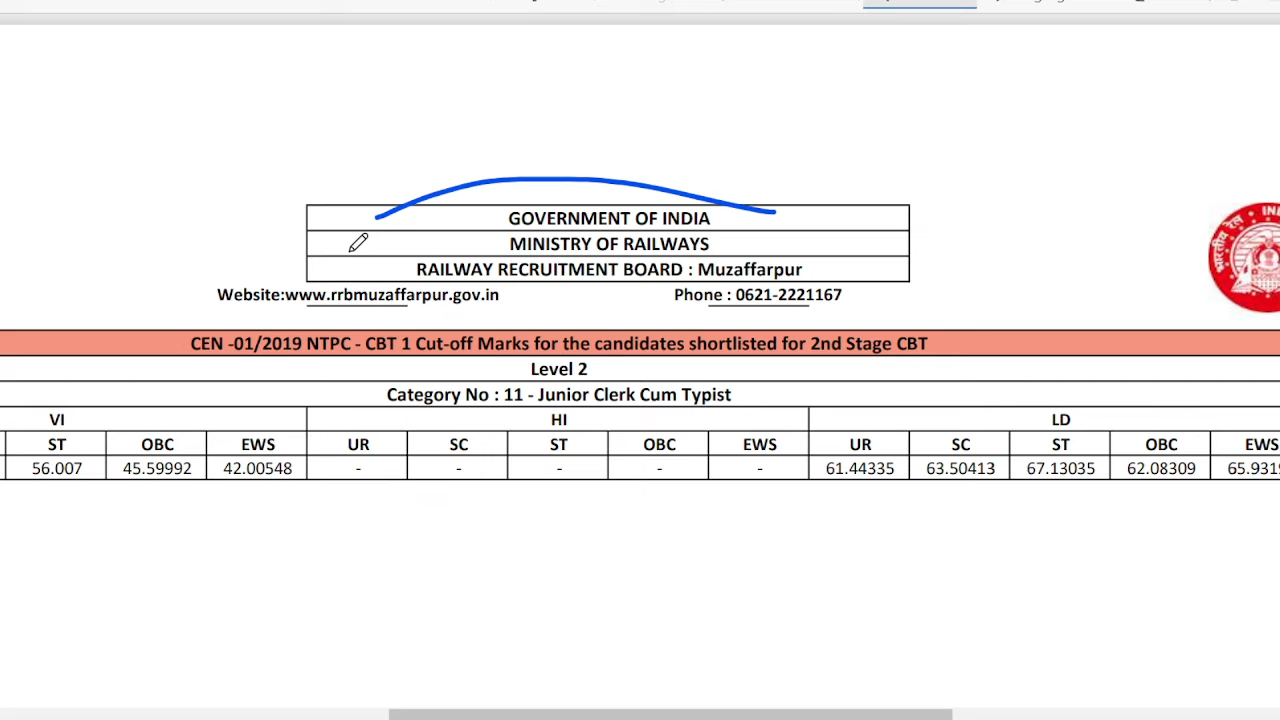 GOVERNMENT OF INDIA
MINISTRY OF RAILWAYS
RAILWAY RECRUITMENT BOARD : Muzaffarpur
Website:www.rrbmuzaffarpur.gov.in Phone : 0621-2221167
भारतीय रेल
CEN -01/2019 NTPC - CBT 1 Cut-off Marks for the candidates shortlisted for 2nd Stage CBT
Level 2
Category No : 11 - Junior Clerk Cum Typist
VI HI LD
ST OBC EWS UR SC ST OBC EWS UR SC ST OBC EWS
56.007 45.59992 42.00548 - - - - - 61.44335 63.50413 67.13035 62.08309 65.9319